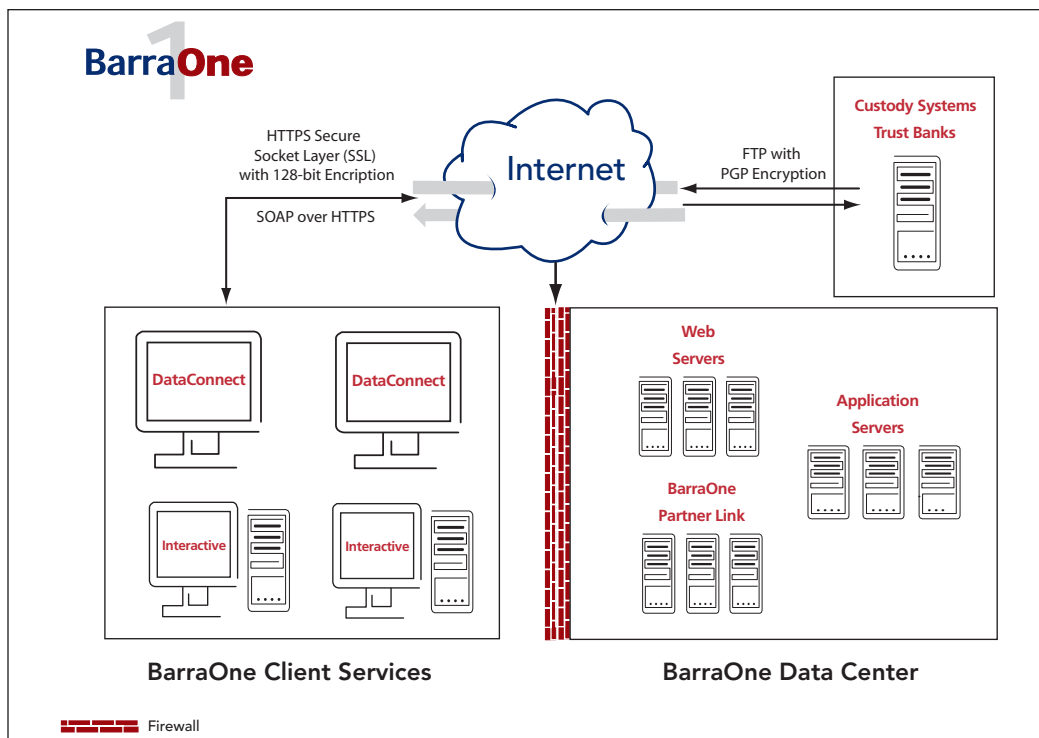 1
BarraOne
HTTPS Secure
Socket Layer (SSL)
with 128-bit Encription
SOAP over HTTPS
Internet
FTP with
PGP Encryption
Custody Systems
Trust Banks
DataConnect
DataConnect
Interactive
Interactive
Web
Servers
Application
Servers
BarraOne
Partner Link
BarraOne Client Services
BarraOne Data Center
Firewall